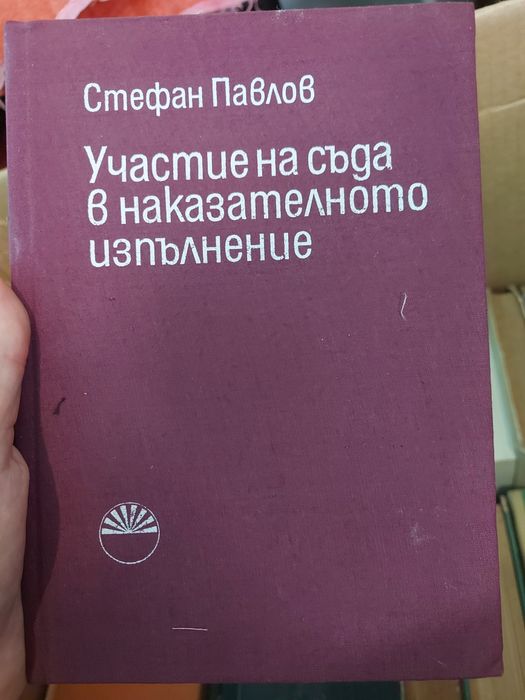 Стефан Павлов
Участие на съда
в наказателното
изпълнение